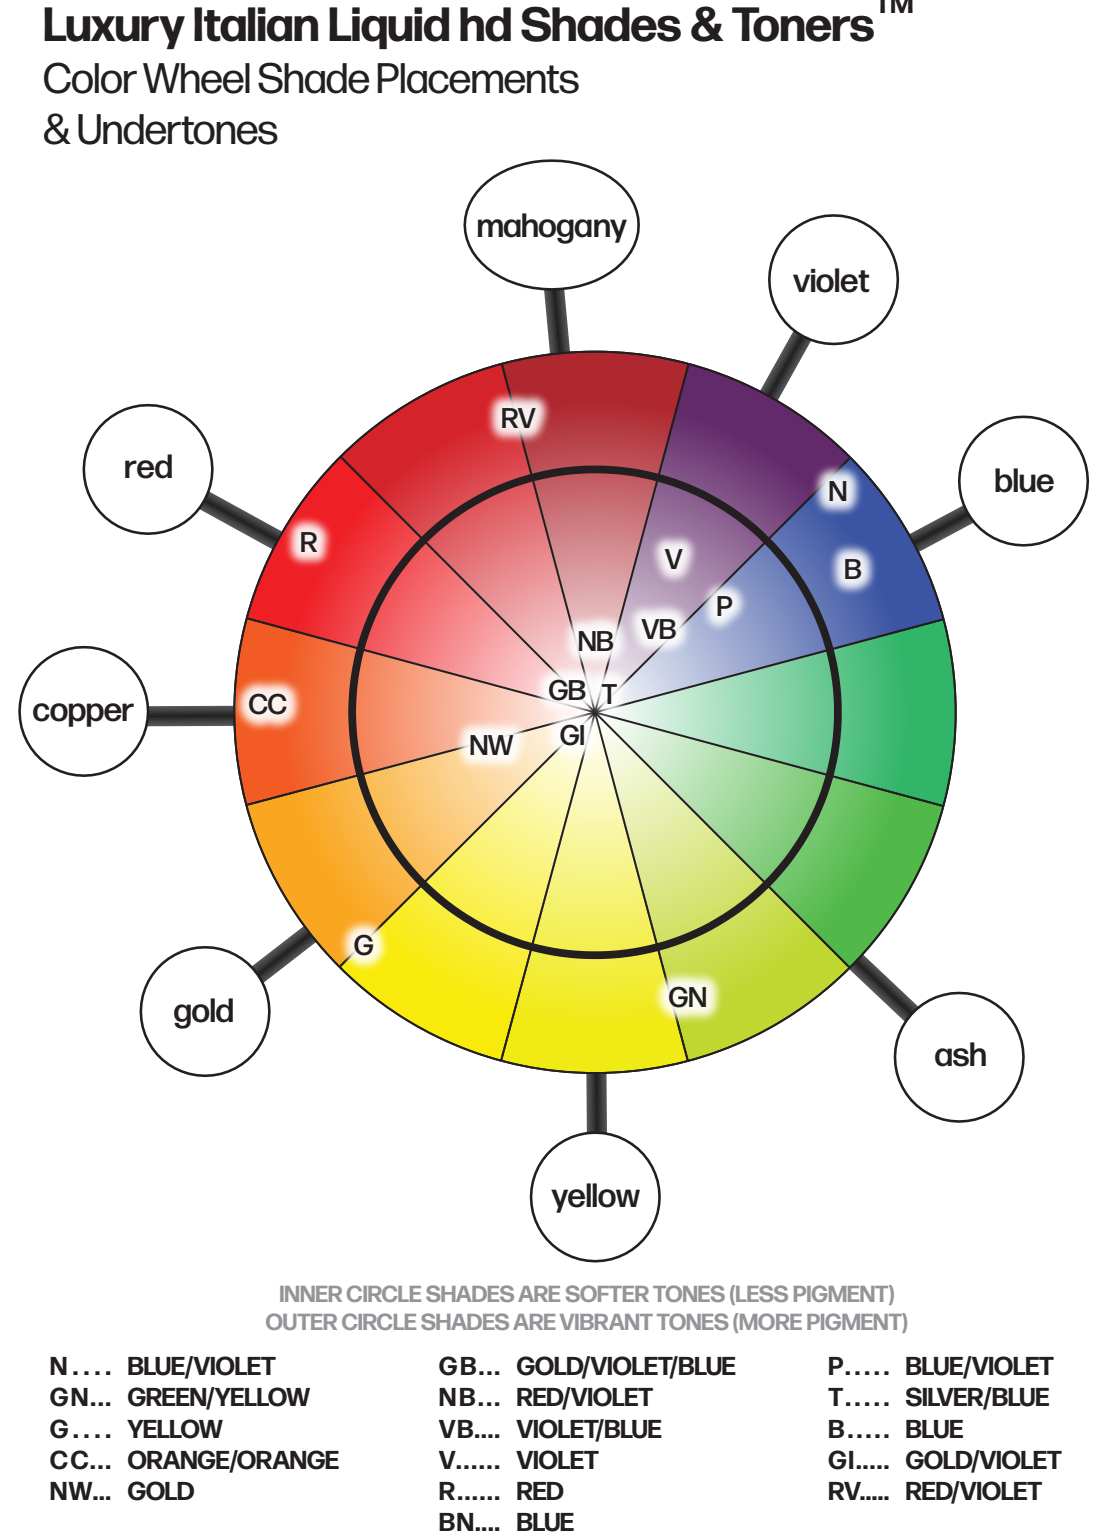 Luxury Italian Liquid hd Shades & Toners™
Color Wheel Shade Placements
& Undertones
mahogany
violet
RV
red
blue
N
R
V
B
P
VB
NB
GB
T
copper
CC
GI
NW
G
GN
gold
ash
yellow
INNER CIRCLE SHADES ARE SOFTER TONES (LESS PIGMENT)
OUTER CIRCLE SHADES ARE VIBRANT TONES (MORE PIGMENT)
N.... BLUE/VIOLET
GN... GREEN/YELLOW
G.... YELLOW
CC... ORANGE/ORANGE
NW... GOLD
GB... GOLD/VIOLET/BLUE
NB... RED/VIOLET
VB.... VIOLET/BLUE
V...... VIOLET
R...... RED
BN.... BLUE
P..... BLUE/VIOLET
T..... SILVER/BLUE
B..... BLUE
GI..... GOLD/VIOLET
RV..... RED/VIOLET